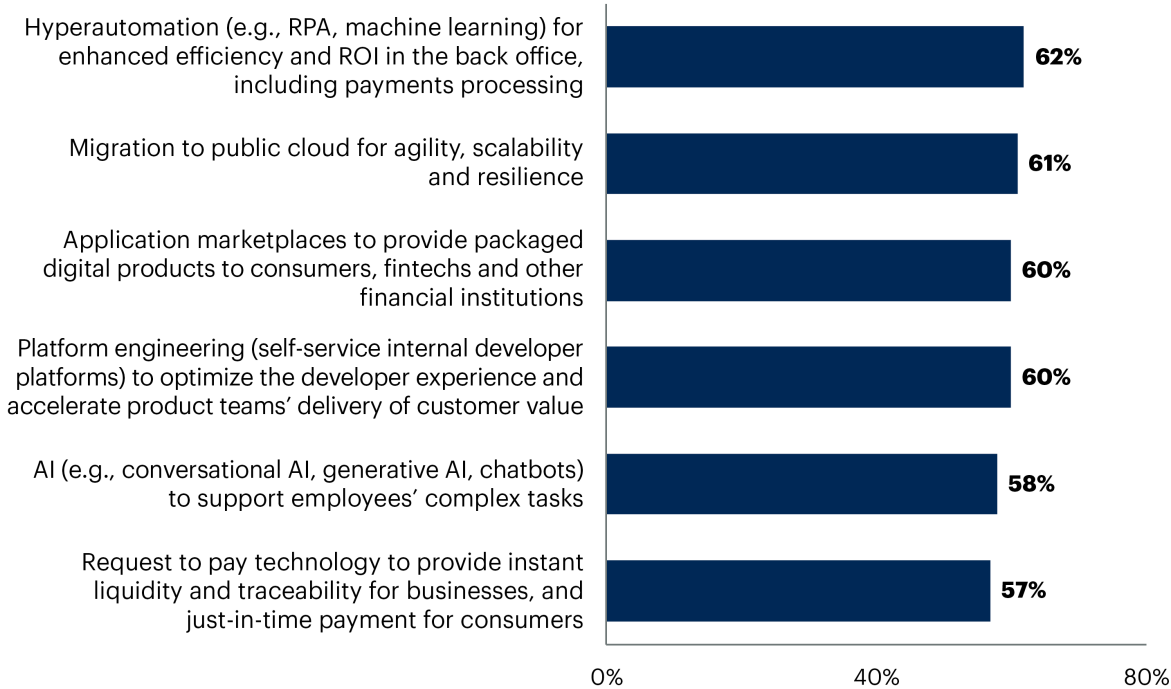 Hyperautomation (e.g., RPA, machine learning) for
enhanced efficiency and ROI in the back office,
including payments processing
62%
Migration to public cloud for agility, scalability
and resilience
61%
Application marketplaces to provide packaged
digital products to consumers, fintechs and other
financial institutions
60%
Platform engineering (self-service internal developer
platforms) to optimize the developer experience and
accelerate product teams’ delivery of customer value
60%
AI (e.g., conversational AI, generative AI, chatbots)
to support employees’ complex tasks
58%
Request to pay technology to provide instant
liquidity and traceability for businesses, and
just-in-time payment for consumers
57%
0% 40% 80%